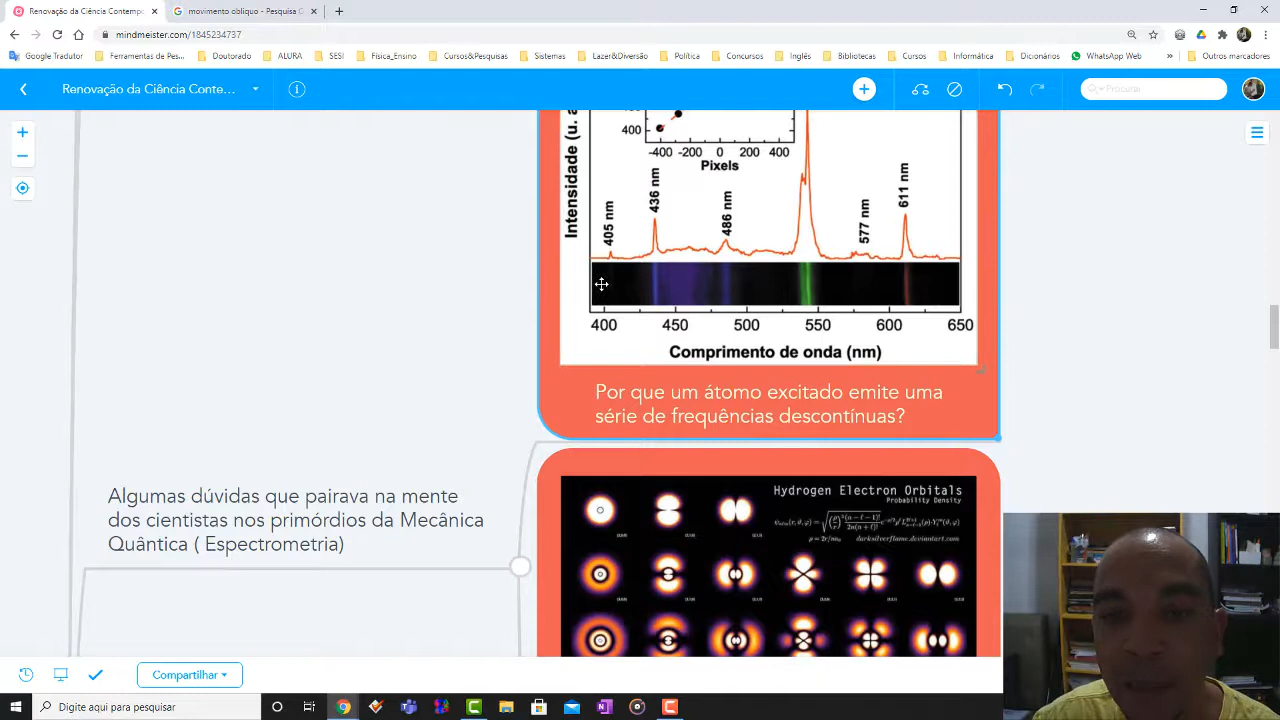 Renovação da Ciência Contempo
movimento obliquo - Pesquisa G
mindmeister.com/1845234737
Google Tradutor
Ferramentas de Pes...
Doutorado
ALURA
SESI
Física_Ensino
Cursos&Pesquisas
Sistemas
Lazer&Diversão
Política
Concursos
Inglês
Bibliotecas
Cursos
Informática
Dicionários
WhatsApp Web
Outros marcadores
Renovação da Ciência Conte...
Procurar
Intensidade (u. a
400
-400 -200 0 200 400
Pixels
405 nm
436 nm
486 nm
577 nm
611 nm
400 450 500 550 600 650
Comprimento de onda (nm)
Por que um átomo excitado emite uma
série de frequências descontínuas?
Algumas dúvidas que pairava na mente
dos cientistas nos primórdios da Mecânica
Quântica ( Espectrometria)
Hydrogen Electron Orbitals
Probability Density
darksilverflame.deviantart.com
Compartilhar
Digite aqui para pesquisar